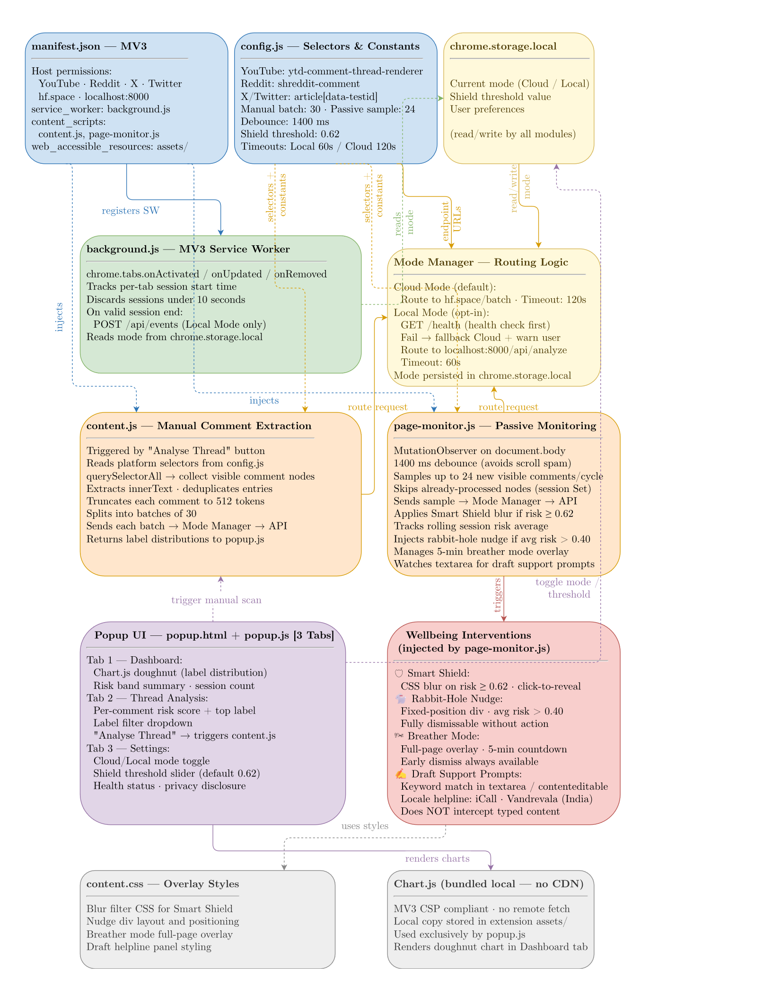 manifest.json — MV3
Host permissions:
YouTube · Reddit · X · Twitter
hf.space · localhost:8000
service_worker: background.js
content_scripts:
content.js, page-monitor.js
web_accessible_resources: assets/
config.js — Selectors & Constants
YouTube: ytd-comment-thread-renderer
Reddit: shreddit-comment
X/Twitter: article[data-testid]
Manual batch: 30 · Passive sample: 24
Debounce: 1400 ms
Shield threshold: 0.62
Timeouts: Local 60s / Cloud 120s
chrome.storage.local
Current mode (Cloud / Local)
Shield threshold value
User preferences
(read/write by all modules)
registers SW
selectors +
constants
selectors +
constants
reads
mode
endpoint
URLs
read/write
mode
injects
background.js — MV3 Service Worker
chrome.tabs.onActivated / onUpdated / onRemoved
Tracks per-tab session start time
Discards sessions under 10 seconds
On valid session end:
POST /api/events (Local Mode only)
Reads mode from chrome.storage.local
Mode Manager — Routing Logic
Cloud Mode (default):
Route to hf.space/batch · Timeout: 120s
Local Mode (opt-in):
GET /health (health check first)
Fail → fallback Cloud + warn user
Route to localhost:8000/api/analyze
Timeout: 60s
Mode persisted in chrome.storage.local
injects
route request
route request
content.js — Manual Comment Extraction
Triggered by "Analyse Thread" button
Reads platform selectors from config.js
querySelectorAll → collect visible comment nodes
Extracts innerText · deduplicates entries
Truncates each comment to 512 tokens
Splits into batches of 30
Sends each batch → Mode Manager → API
Returns label distributions to popup.js
page-monitor.js — Passive Monitoring
MutationObserver on document.body
1400 ms debounce (avoids scroll spam)
Samples up to 24 new visible comments/cycle
Skips already-processed nodes (session Set)
Sends sample → Mode Manager → API
Applies Smart Shield blur if risk ≥ 0.62
Tracks rolling session risk average
Injects rabbit-hole nudge if avg risk > 0.40
Manages 5-min breather mode overlay
Watches textarea for draft support prompts
trigger manual scan
triggers
toggle mode /
threshold
Popup UI — popup.html + popup.js [3 Tabs]
Tab 1 — Dashboard:
Chart.js doughnut (label distribution)
Risk band summary · session count
Tab 2 — Thread Analysis:
Per-comment risk score + top label
Label filter dropdown
"Analyse Thread" → triggers content.js
Tab 3 — Settings:
Cloud/Local mode toggle
Shield threshold slider (default 0.62)
Health status · privacy disclosure
Wellbeing Interventions
(injected by page-monitor.js)
🛡 Smart Shield:
CSS blur on risk ≥ 0.62 · click-to-reveal
🐇 Rabbit-Hole Nudge:
Fixed-position div · avg risk > 0.40
Fully dismissable without action
🌬 Breather Mode:
Full-page overlay · 5-min countdown
Early dismiss always available
✍ Draft Support Prompts:
Keyword match in textarea / contenteditable
Locale helpline: iCall · Vandrevala (India)
Does NOT intercept typed content
uses styles
renders charts
content.css — Overlay Styles
Blur filter CSS for Smart Shield
Nudge div layout and positioning
Breather mode full-page overlay
Draft helpline panel styling
Chart.js (bundled local — no CDN)
MV3 CSP compliant · no remote fetch
Local copy stored in extension assets/
Used exclusively by popup.js
Renders doughnut chart in Dashboard tab